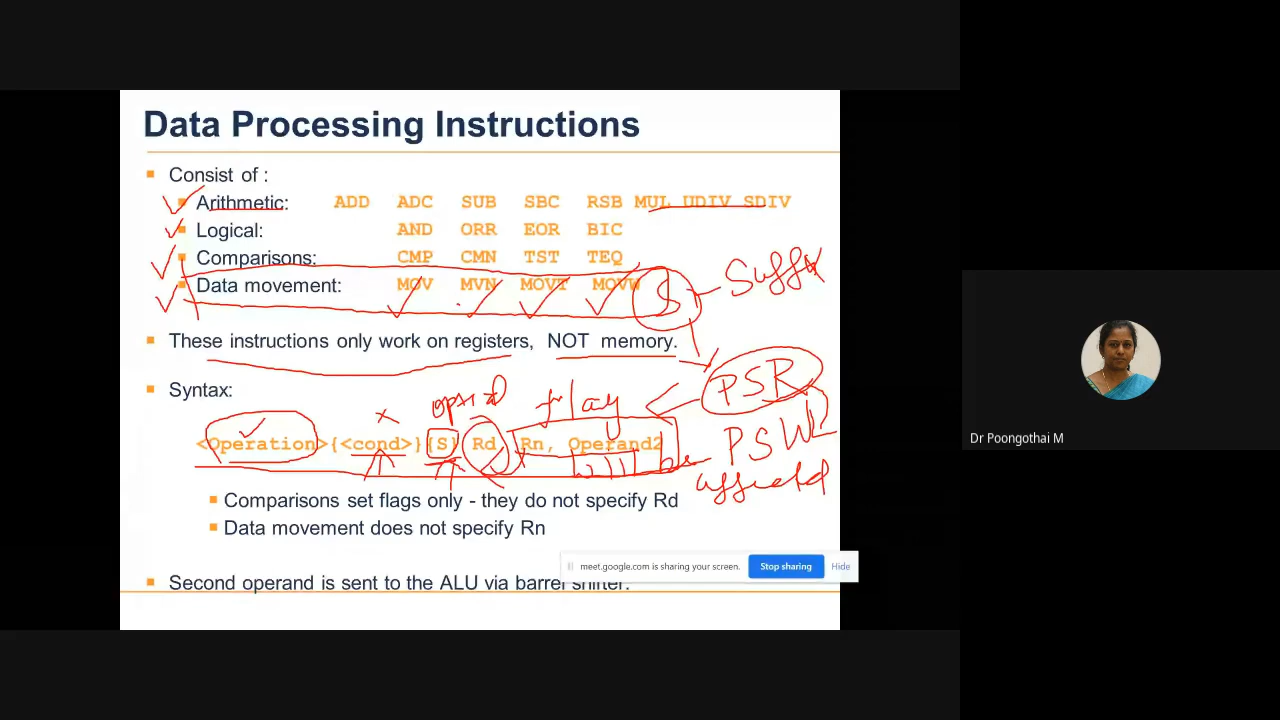 Data Processing Instructions
Consist of :
Arithmetic: ADD ADC SUB SBC RSB MUL UDIV SDIV
Logical: AND ORR EOR BIC
Comparisons: CMP CMN TST TEQ
Data movement: MOV MVN MOVT MOVW S Suffix
These instructions only work on registers, NOT memory.
PSR
Syntax:
flag
<Operation>{<cond>}{S} Rd, Rn, Operand2
will be
PSW
affected
Comparisons set flags only - they do not specify Rd
Data movement does not specify Rn
Second operand is sent to the ALU via barrel shifter.
meet.google.com is sharing your screen. Stop sharing Hide
Dr Poongothai M